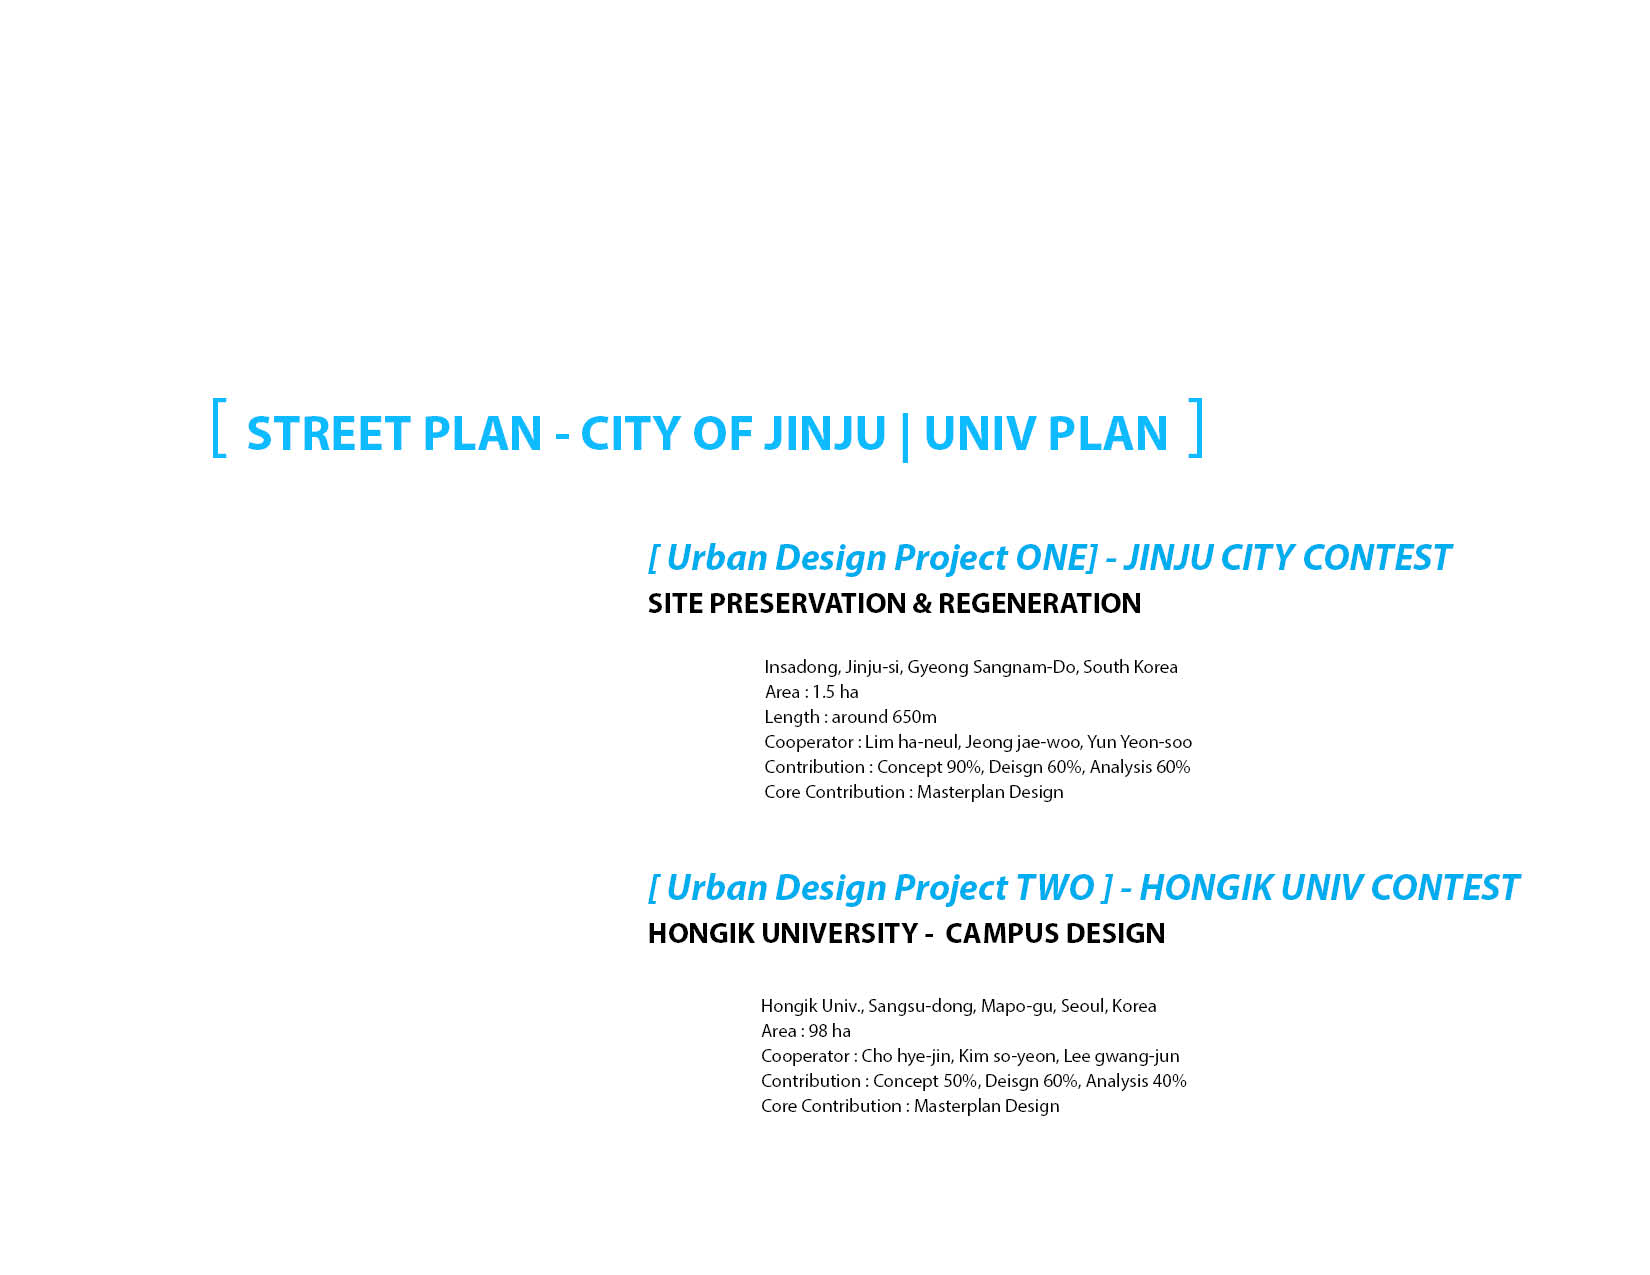 [ STREET PLAN - CITY OF JINJU | UNIV PLAN ]
[ Urban Design Project ONE] - JINJU CITY CONTEST
SITE PRESERVATION & REGENERATION
Insadong, Jinju-si, Gyeong Sangnam-Do, South Korea
Area : 1.5 ha
Length : around 650m
Cooperator : Lim ha-neul, Jeong jae-woo, Yun Yeon-soo
Contribution : Concept 90%, Deisgn 60%, Analysis 60%
Core Contribution : Masterplan Design
[ Urban Design Project TWO ] - HONGIK UNIV CONTEST
HONGIK UNIVERSITY -  CAMPUS DESIGN
Hongik Univ., Sangsu-dong, Mapo-gu, Seoul, Korea
Area : 98 ha
Cooperator : Cho hye-jin, Kim so-yeon, Lee gwang-jun
Contribution : Concept 50%, Deisgn 60%, Analysis 40%
Core Contribution : Masterplan Design